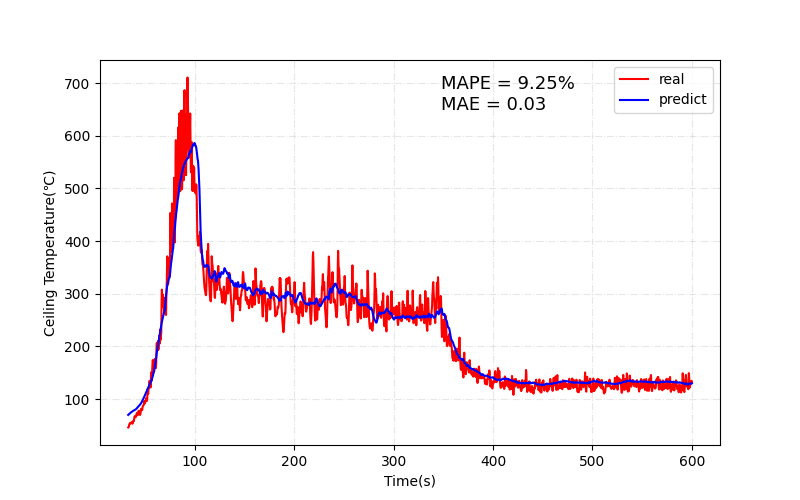 MAPE = 9.25%
MAE = 0.03
real
predict
Ceiling Temperature(℃)
700
600
500
400
300
200
100
100 200 300 400 500 600
Time(s)